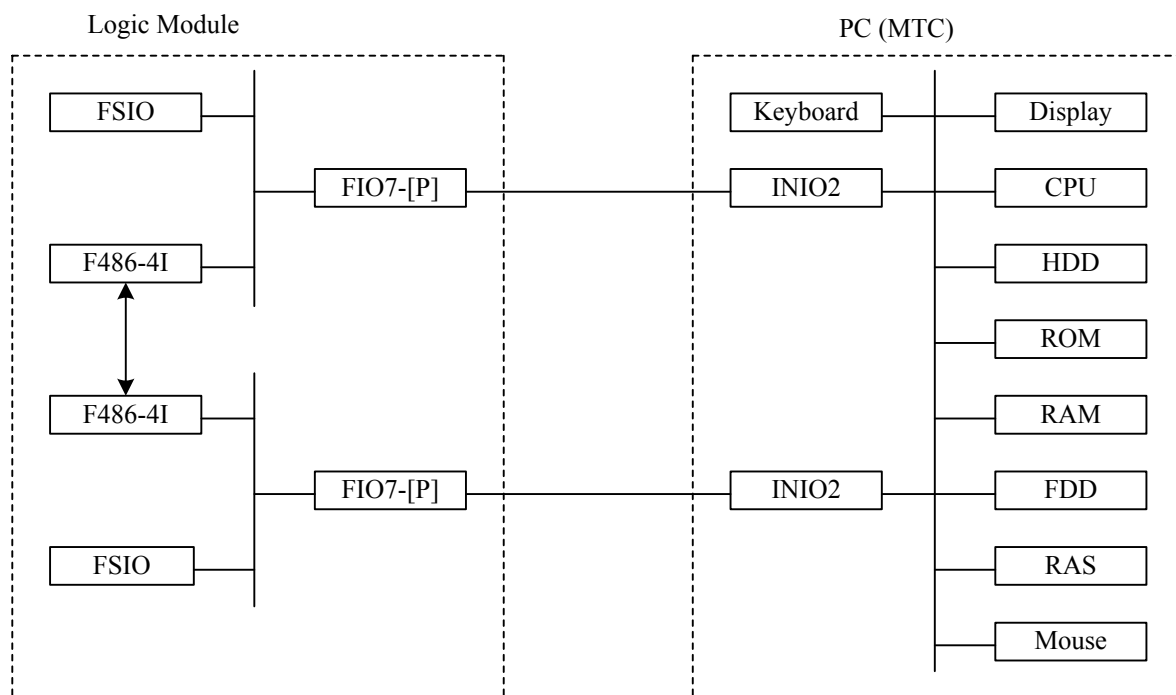 Logic Module
PC (MTC)
FSIO
Keyboard
Display
FIO7-[P]
INIO2
CPU
F486-4I
HDD
ROM
F486-4I
RAM
FIO7-[P]
INIO2
FDD
FSIO
RAS
Mouse